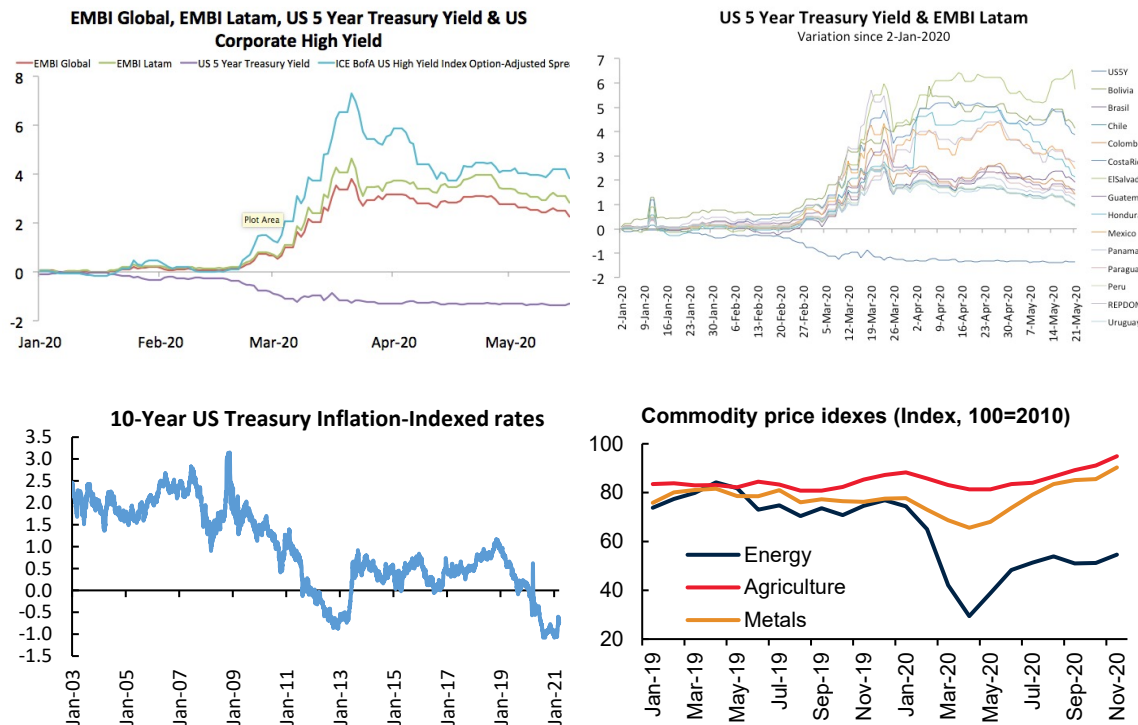 EMBI Global, EMBI Latam, US 5 Year Treasury Yield & US
Corporate High Yield
EMBI Global
EMBI Latam
US 5 Year Treasury Yield
ICE BofA US High Yield Index Option-Adjusted Sprea
8
6
4
2
0
-2
Plot Area
Jan-20
Feb-20
Mar-20
Apr-20
May-20
US 5 Year Treasury Yield & EMBI Latam
Variation since 2-Jan-2020
7
6
5
4
3
2
1
0
-1
-2
2-Jan-20
9-Jan-20
16-Jan-20
23-Jan-20
30-Jan-20
6-Feb-20
13-Feb-20
20-Feb-20
27-Feb-20
5-Mar-20
12-Mar-20
19-Mar-20
26-Mar-20
2-Apr-20
9-Apr-20
16-Apr-20
23-Apr-20
30-Apr-20
7-May-20
14-May-20
21-May-20
US5Y
Bolivia
Brasil
Chile
Colomb
CostaRic
ElSalvad
Guatem
Hondur
Mexico
Panama
Paragua
Peru
REPDOM
Uruguay
10-Year US Treasury Inflation-Indexed rates
3.5
3.0
2.5
2.0
1.5
1.0
0.5
0.0
-0.5
-1.0
-1.5
Jan-03
Jan-05
Jan-07
Jan-09
Jan-11
Jan-13
Jan-15
Jan-17
Jan-19
Jan-21
Commodity price idexes (Index, 100=2010)
100
80
60
40
20
Energy
Agriculture
Metals
Jan-19
Mar-19
May-19
Jul-19
Sep-19
Nov-19
Jan-20
Mar-20
May-20
Jul-20
Sep-20
Nov-20